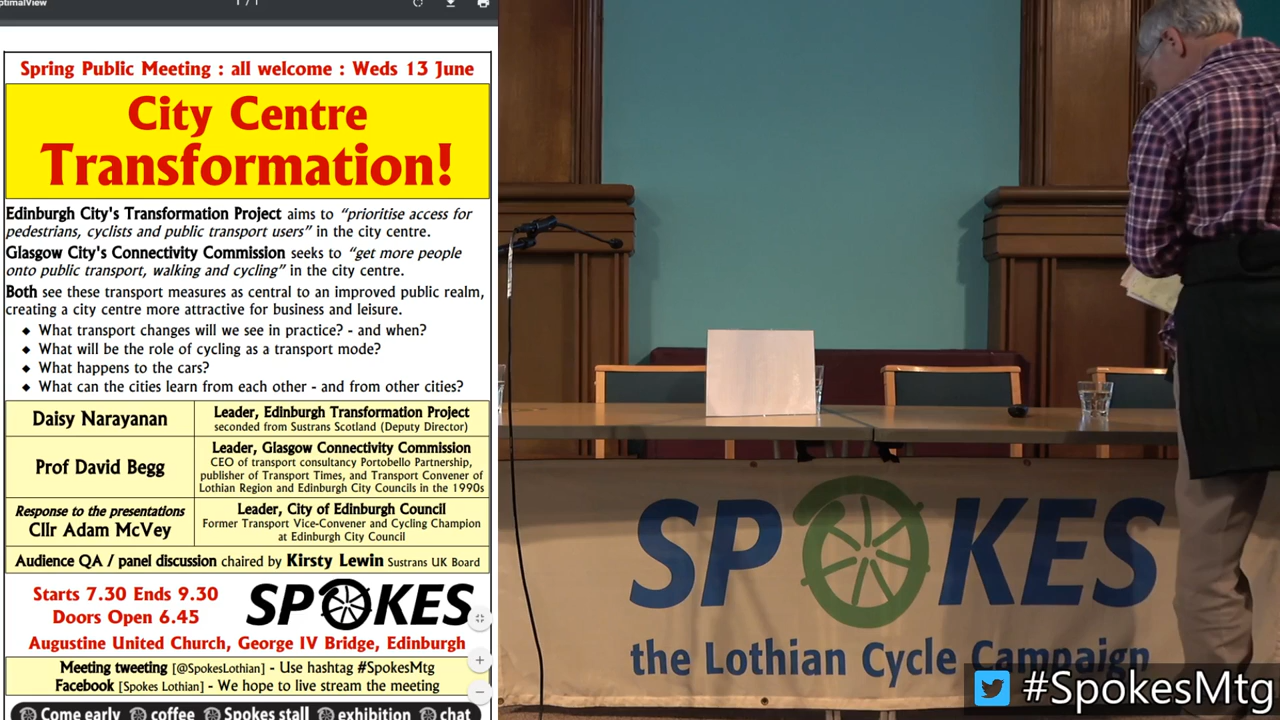 ptimalView
1 / 1
Spring Public Meeting : all welcome : Weds 13 June
City Centre
Transformation!
Edinburgh City's Transformation Project aims to “prioritise access for
pedestrians, cyclists and public transport users” in the city centre.
Glasgow City's Connectivity Commission seeks to “get more people
onto public transport, walking and cycling” in the city centre.
Both see these transport measures as central to an improved public realm,
creating a city centre more attractive for business and leisure.
◆ What transport changes will we see in practice? - and when?
◆ What will be the role of cycling as a transport mode?
◆ What happens to the cars?
◆ What can the cities learn from each other - and from other cities?
Daisy Narayanan
Leader, Edinburgh Transformation Project
seconded from Sustrans Scotland (Deputy Director)
Prof David Begg
Leader, Glasgow Connectivity Commission
CEO of transport consultancy Portobello Partnership,
publisher of Transport Times, and Transport Convener of
Lothian Region and Edinburgh City Councils in the 1990s
Response to the presentations
Cllr Adam McVey
Leader, City of Edinburgh Council
Former Transport Vice-Convener and Cycling Champion
at Edinburgh City Council
Audience QA / panel discussion chaired by Kirsty Lewin Sustrans UK Board
Starts 7.30 Ends 9.30
Doors Open 6.45
SPOKES
Augustine United Church, George IV Bridge, Edinburgh
Meeting tweeting [@SpokesLothian] - Use hashtag #SpokesMtg
Facebook [Spokes Lothian] - We hope to live stream the meeting
Come early coffee Spokes stall exhibition chat
SPOKES
the Lothian Cycle Campaign
#SpokesMtg